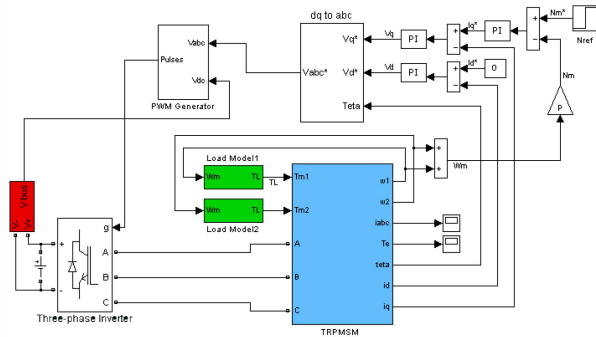 dq to abc
Nm*
Vabc
Pulses
Vdc
PWM Generator
Vabc*
Vq*
Vd*
Teta
Vq
PI
Iq*
PI
Nref
Vd
PI
Id*
0
Nm
P
Wm
Load Model1
Wm TL
TL
Wm TL
Load Model2
Tm1
Tm2
A
B
C
w1
w2
iabc
Te
teta
id
iq
TRPMSM
Vbus
V-
V+
g
A
B
C
Three-phase Inverter